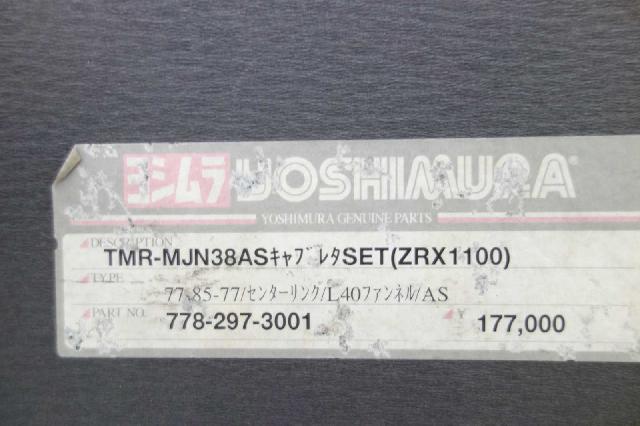 ヨシムラ YOSHIMURA
YOSHIMURA GENUINE PARTS
DESCRIPTION
TMR-MJN38ASｷｬﾌﾞﾚﾀSET(ZRX1100)
TYPE
77-85-77/ｾﾝﾀｰﾘﾝｸﾞ/L40ﾌｧﾝﾈﾙ/AS
PART NO. 778-297-3001 ¥ 177,000